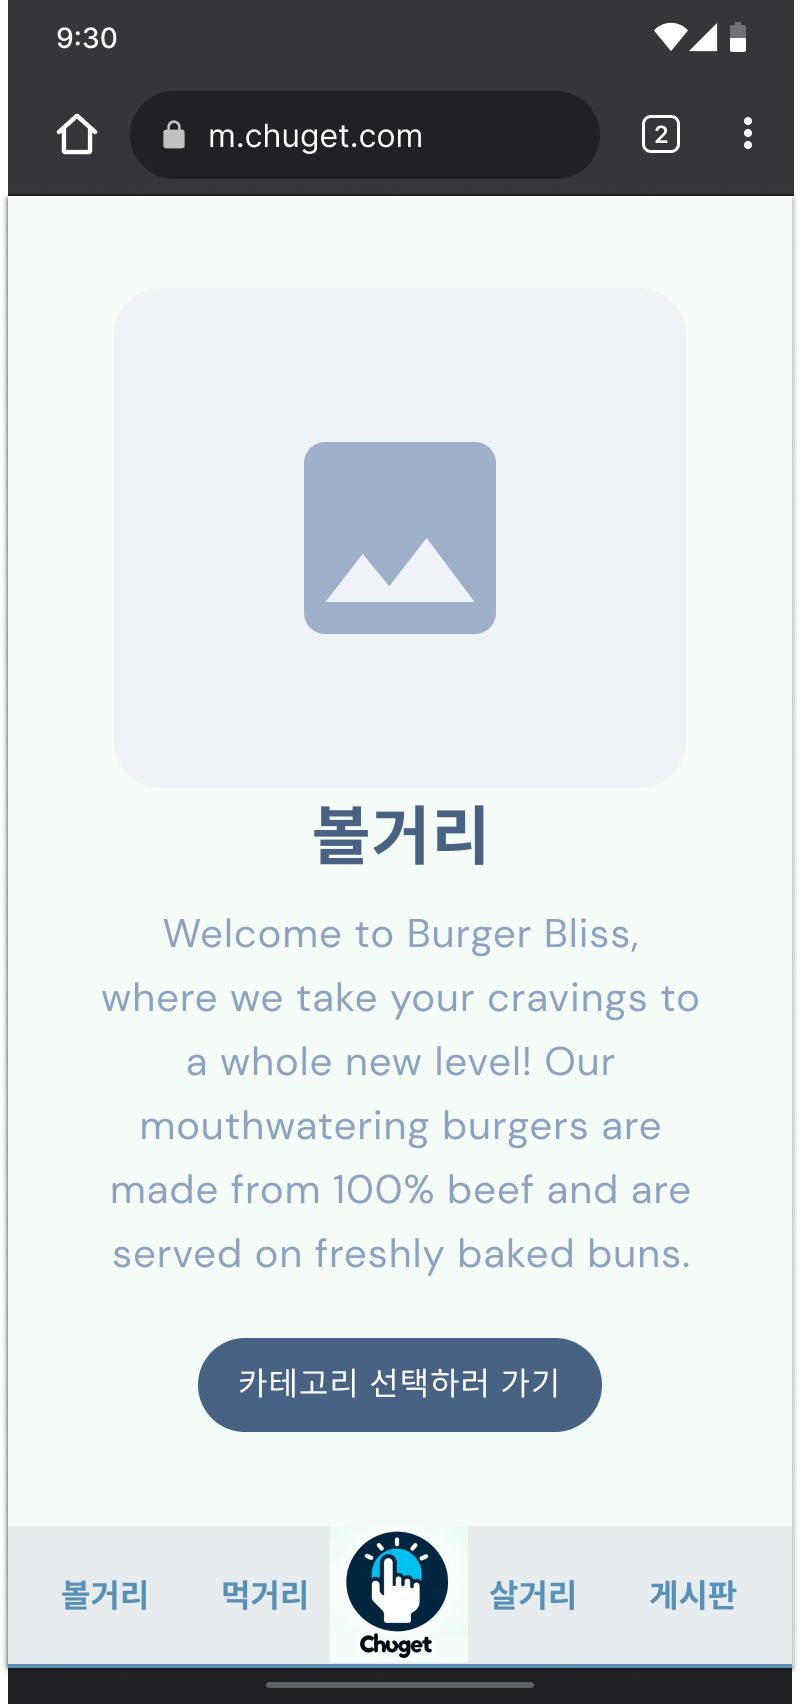 9:30
m.chuget.com
2
볼거리
Welcome to Burger Bliss,
where we take your cravings to
a whole new level! Our
mouthwatering burgers are
made from 100% beef and are
served on freshly baked buns.
카테고리 선택하러 가기
볼거리 먹거리 Chuget 살거리 게시판